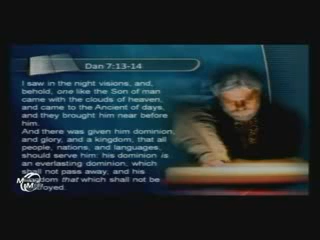 Dan 7:13-14
I saw in the night visions, and,
behold, one like the Son of man
came with the clouds of heaven,
and came to the Ancient of days,
and they brought him near before
him.
And there was given him dominion,
and glory, and a kingdom, that all
people, nations, and languages,
should serve him: his dominion is
an everlasting dominion, which
shall not pass away, and his
kingdom that which shall not be
destroyed.